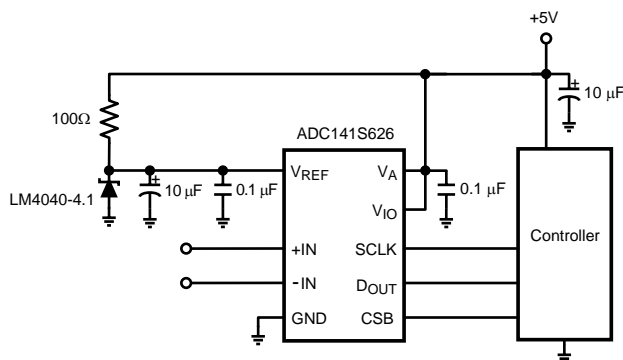 +5V
10 µF
100Ω
ADC141S626
LM4040-4.1
10 µF
0.1 µF
VREF
VA
VIO
0.1 µF
+IN
-IN
GND
SCLK
DOUT
CSB
Controller
+
+